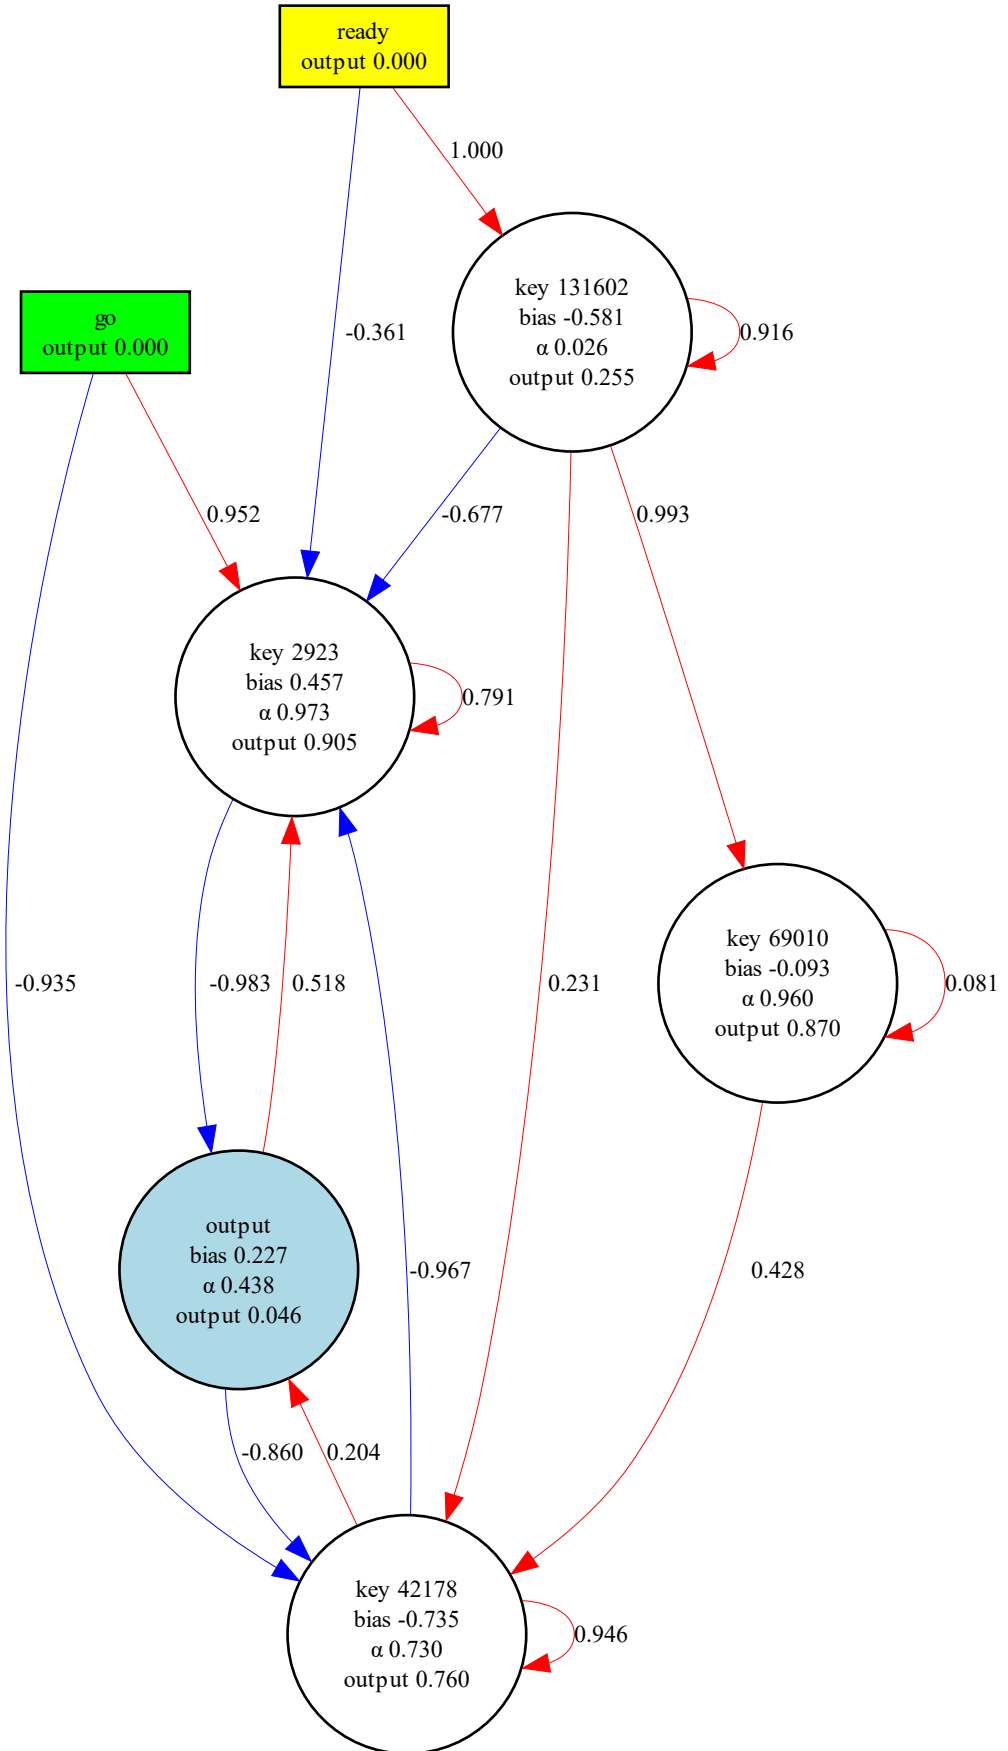 ready
output 0.000
1.000
key 131602
bias -0.581
α 0.026
output 0.255
0.916
go
output 0.000
-0.361
0.952
-0.677
0.993
key 2923
bias 0.457
α 0.973
output 0.905
0.791
key 69010
bias -0.093
α 0.960
output 0.870
0.081
-0.935
-0.983
0.518
0.231
output
bias 0.227
α 0.438
output 0.046
-0.967
0.428
-0.860
0.204
key 42178
bias -0.735
α 0.730
output 0.760
0.946